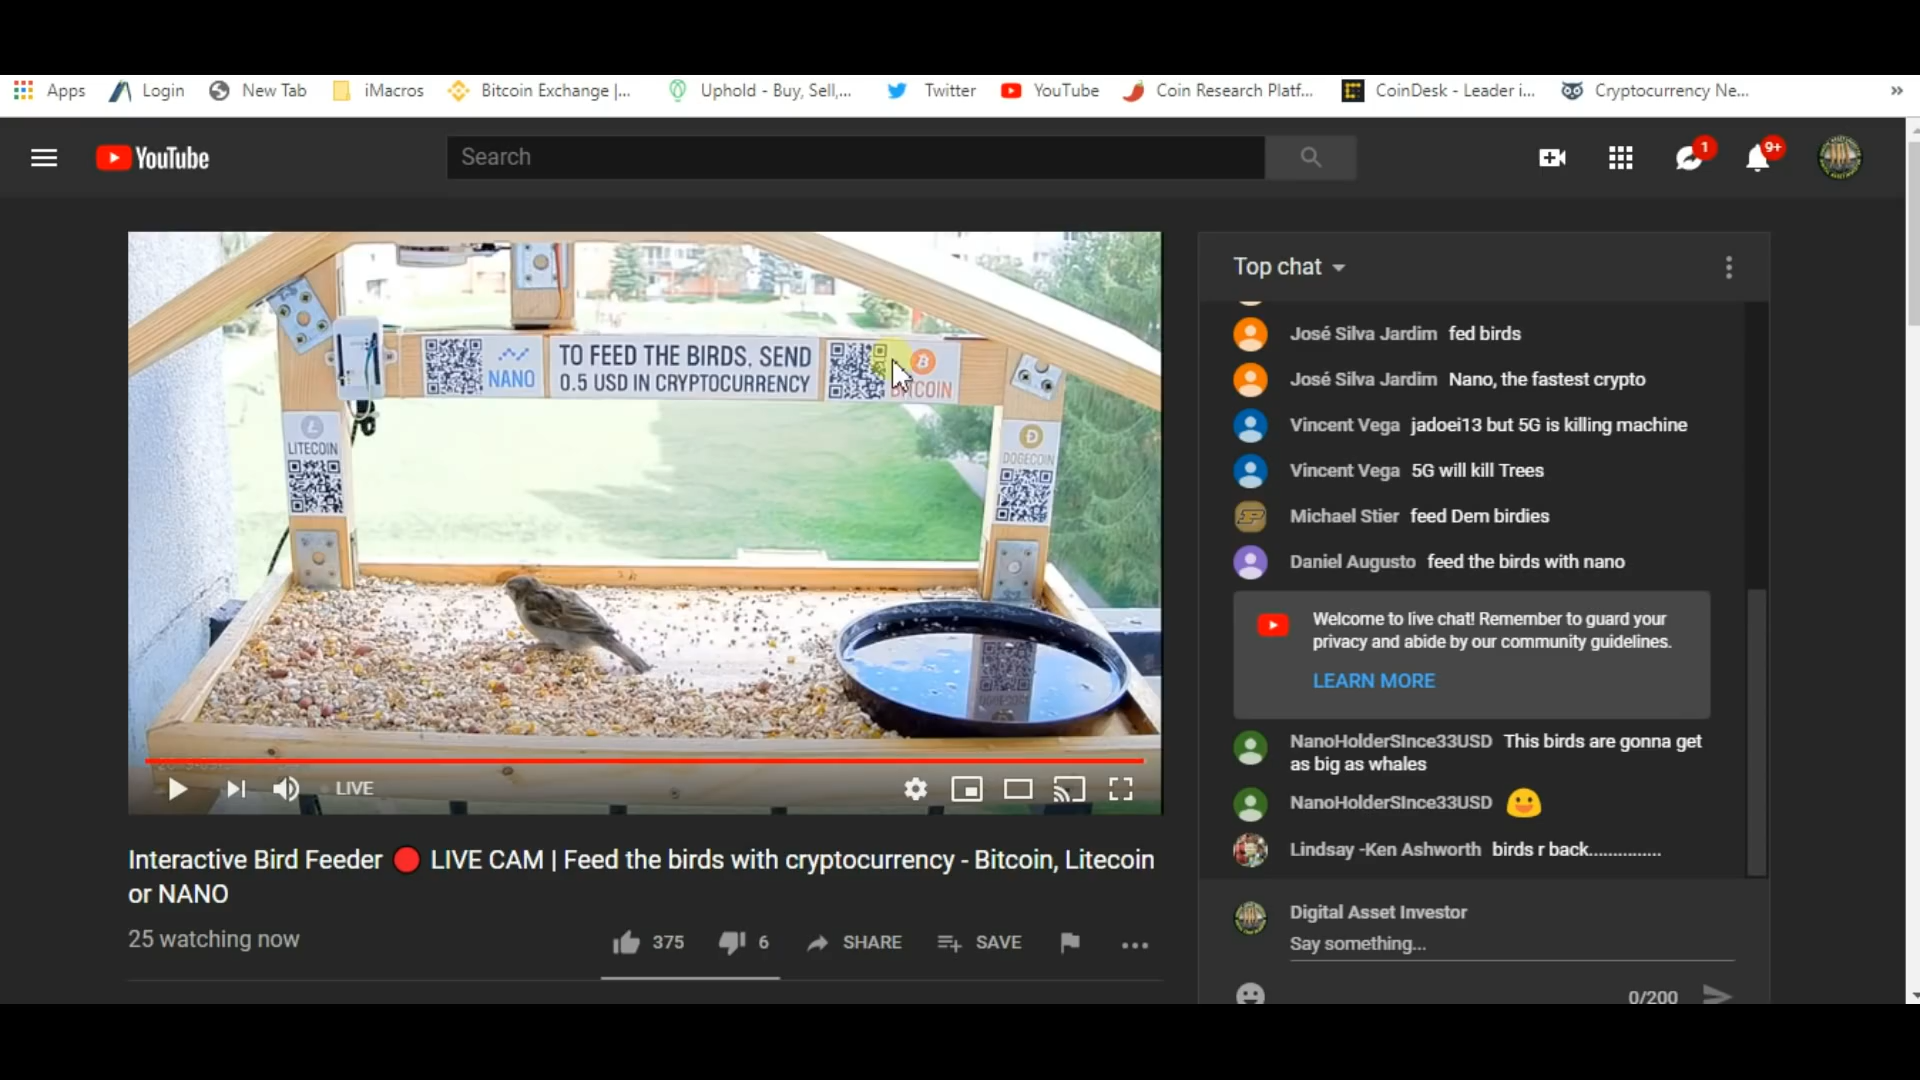 Apps
Login
New Tab
iMacros
Bitcoin Exchange |...
Uphold - Buy, Sell,...
Twitter
YouTube
Coin Research Platf...
CoinDesk - Leader i...
Cryptocurrency Ne...
»
YouTube
Search
1
9+
NANO
TO FEED THE BIRDS, SEND
0.5 USD IN CRYPTOCURRENCY
BITCOIN
LITECOIN
DOGECOIN
LIVE
Interactive Bird Feeder 🔴 LIVE CAM | Feed the birds with cryptocurrency - Bitcoin, Litecoin
or NANO
25 watching now
375
6
SHARE
SAVE
Top chat
José Silva Jardim fed birds
José Silva Jardim Nano, the fastest crypto
Vincent Vega jadoei13 but 5G is killing machine
Vincent Vega 5G will kill Trees
Michael Stier feed Dem birdies
Daniel Augusto feed the birds with nano
Welcome to live chat! Remember to guard your
privacy and abide by our community guidelines.
LEARN MORE
NanoHolderSInce33USD This birds are gonna get
as big as whales
NanoHolderSInce33USD 😀
Lindsay -Ken Ashworth birds r back...............
Digital Asset Investor
Say something...
0/200